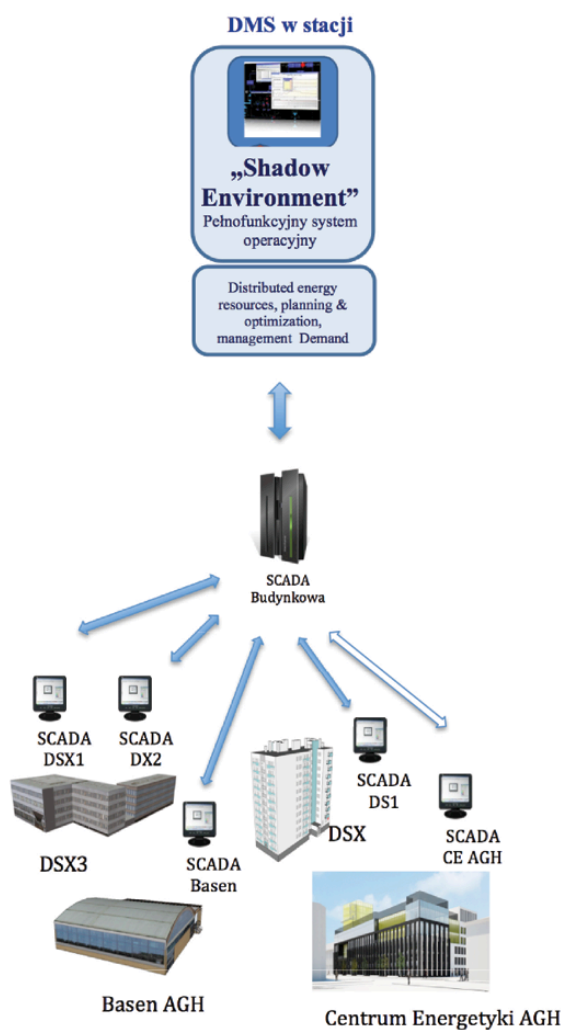 DMS w stacji
„Shadow
Environment”
Pełnofunkcyjny system
operacyjny
Distributed energy
resources, planning &
optimization,
management Demand
SCADA
Budynkowa
SCADA
DSX1
SCADA
DX2
SCADA
DS1
DSX3
SCADA
Basen
DSX
SCADA
CE AGH
Basen AGH
Centrum Energetyki AGH